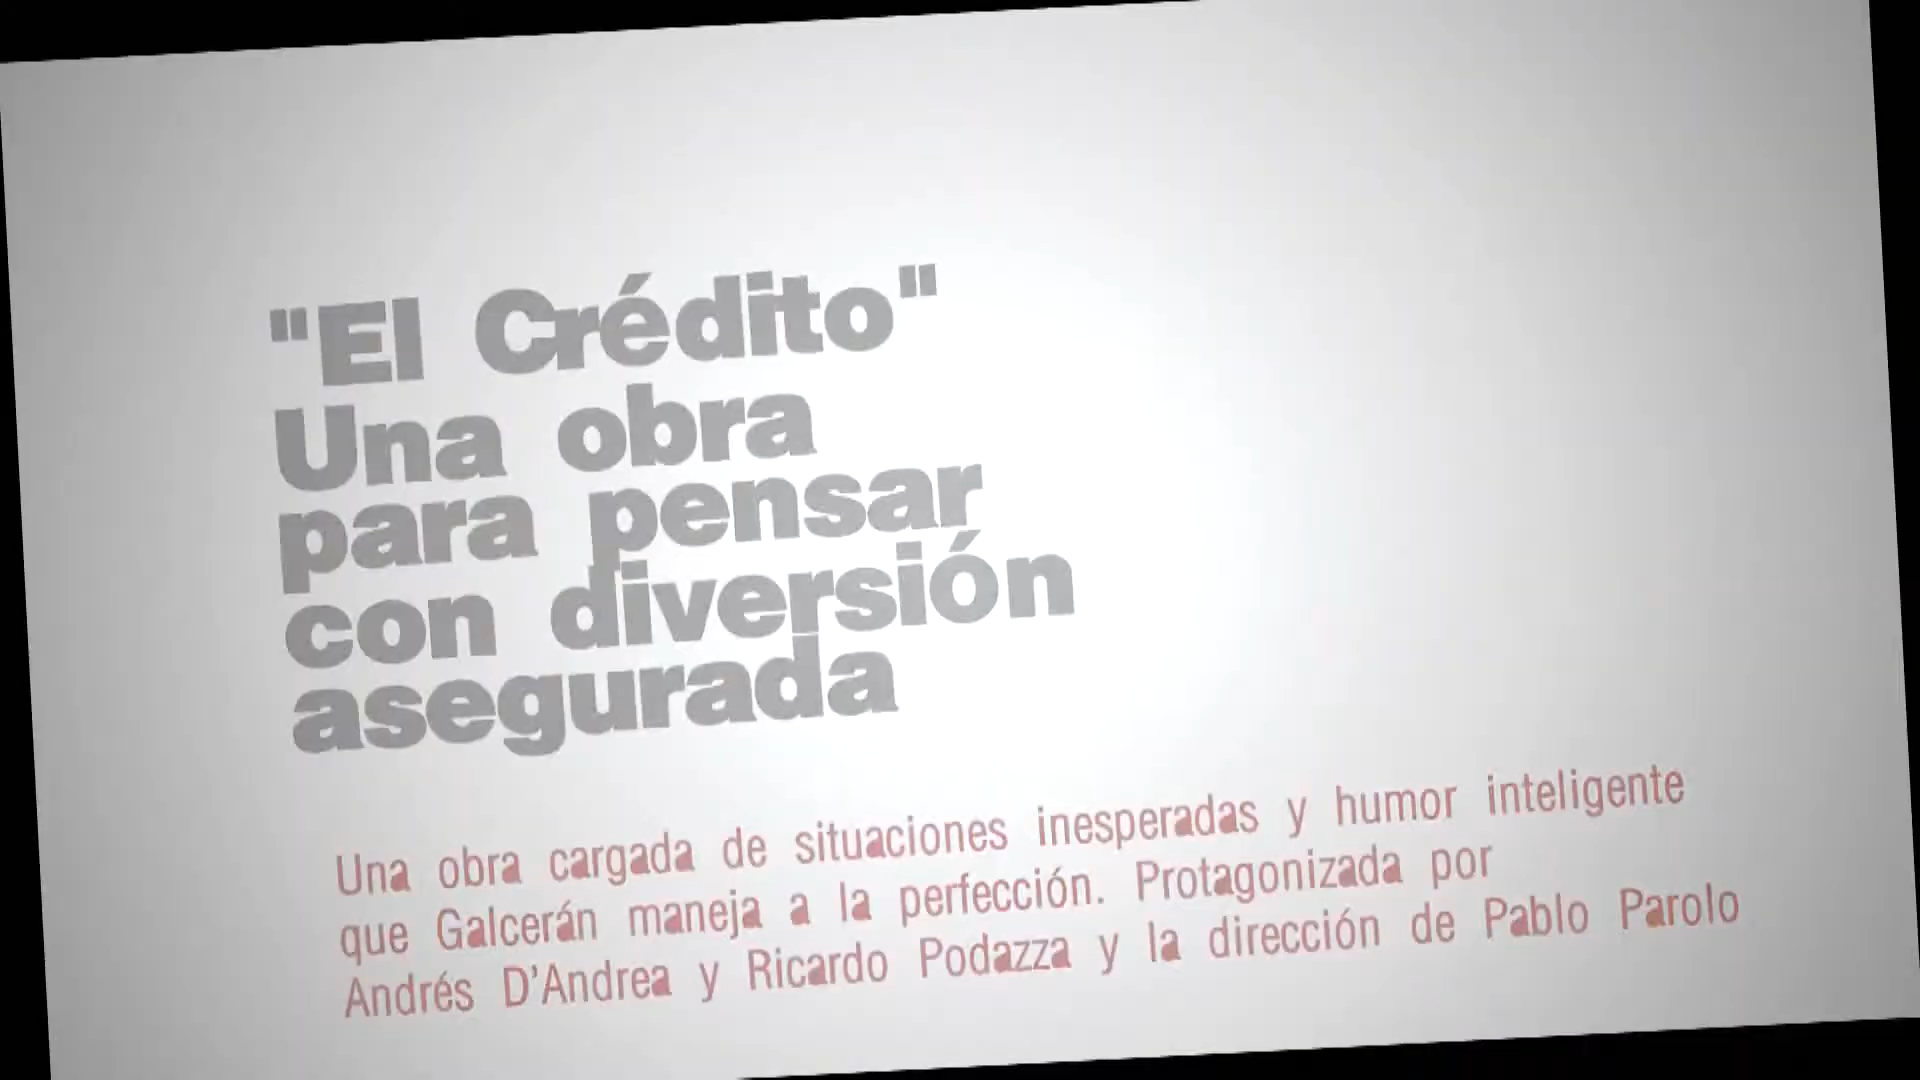 "El Crédito"
Una obra
para pensar
con diversión
asegurada
Una obra cargada de situaciones inesperadas y humor inteligente
que Galcerán maneja a la perfección. Protagonizada por
Andrés D'Andrea y Ricardo Podazza y la dirección de Pablo Parolo